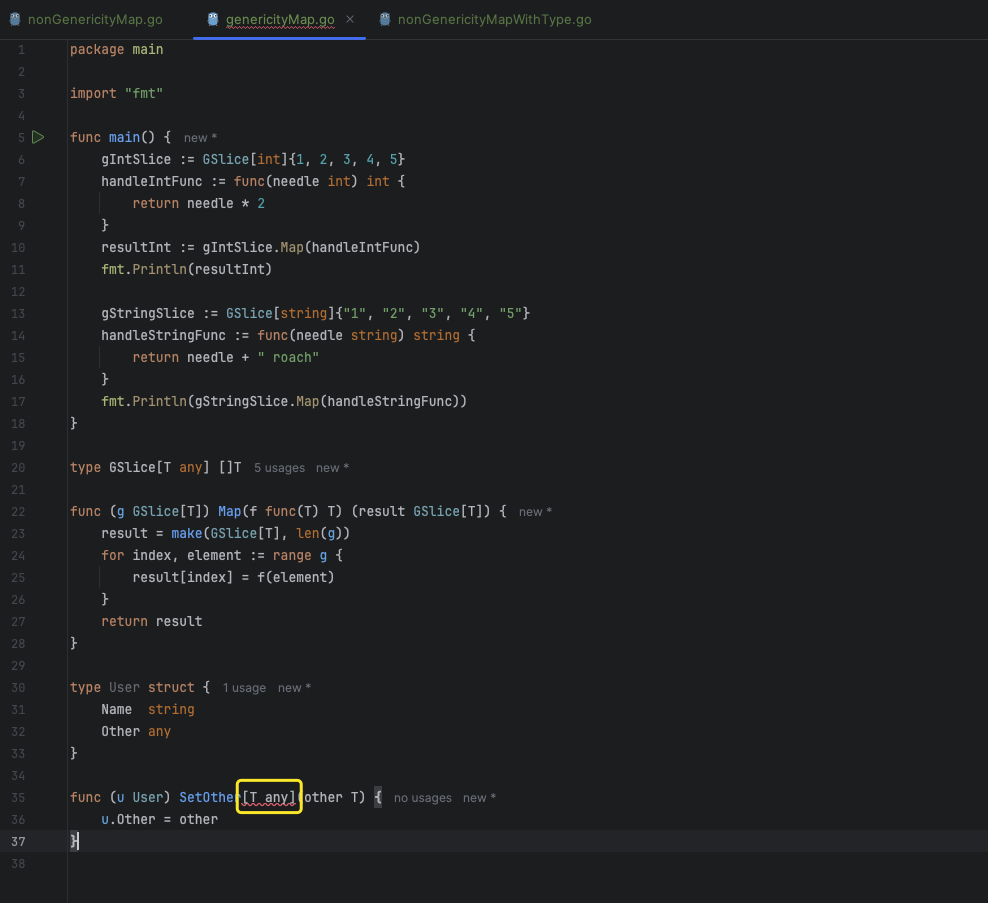 nonGenericityMap.go genericityMap.go × nonGenericityMapWithType.go
1 package main
2
3 import "fmt"
4
5 func main() { new *
6 gIntSlice := GSlice[int]{1, 2, 3, 4, 5}
7 handleIntFunc := func(needle int) int {
8 return needle * 2
9 }
10 resultInt := gIntSlice.Map(handleIntFunc)
11 fmt.Println(resultInt)
12
13 gStringSlice := GSlice[string]{"1", "2", "3", "4", "5"}
14 handleStringFunc := func(needle string) string {
15 return needle + " roach"
16 }
17 fmt.Println(gStringSlice.Map(handleStringFunc))
18 }
19
20 type GSlice[T any] []T 5 usages new *
21
22 func (g GSlice[T]) Map(f func(T) T) (result GSlice[T]) { new *
23 result = make(GSlice[T], len(g))
24 for index, element := range g {
25 result[index] = f(element)
26 }
27 return result
28 }
29
30 type User struct { 1 usage new *
31 Name string
32 Other any
33 }
34
35 func (u User) SetOther[T any](other T) { no usages new *
36 u.Other = other
37 }
38